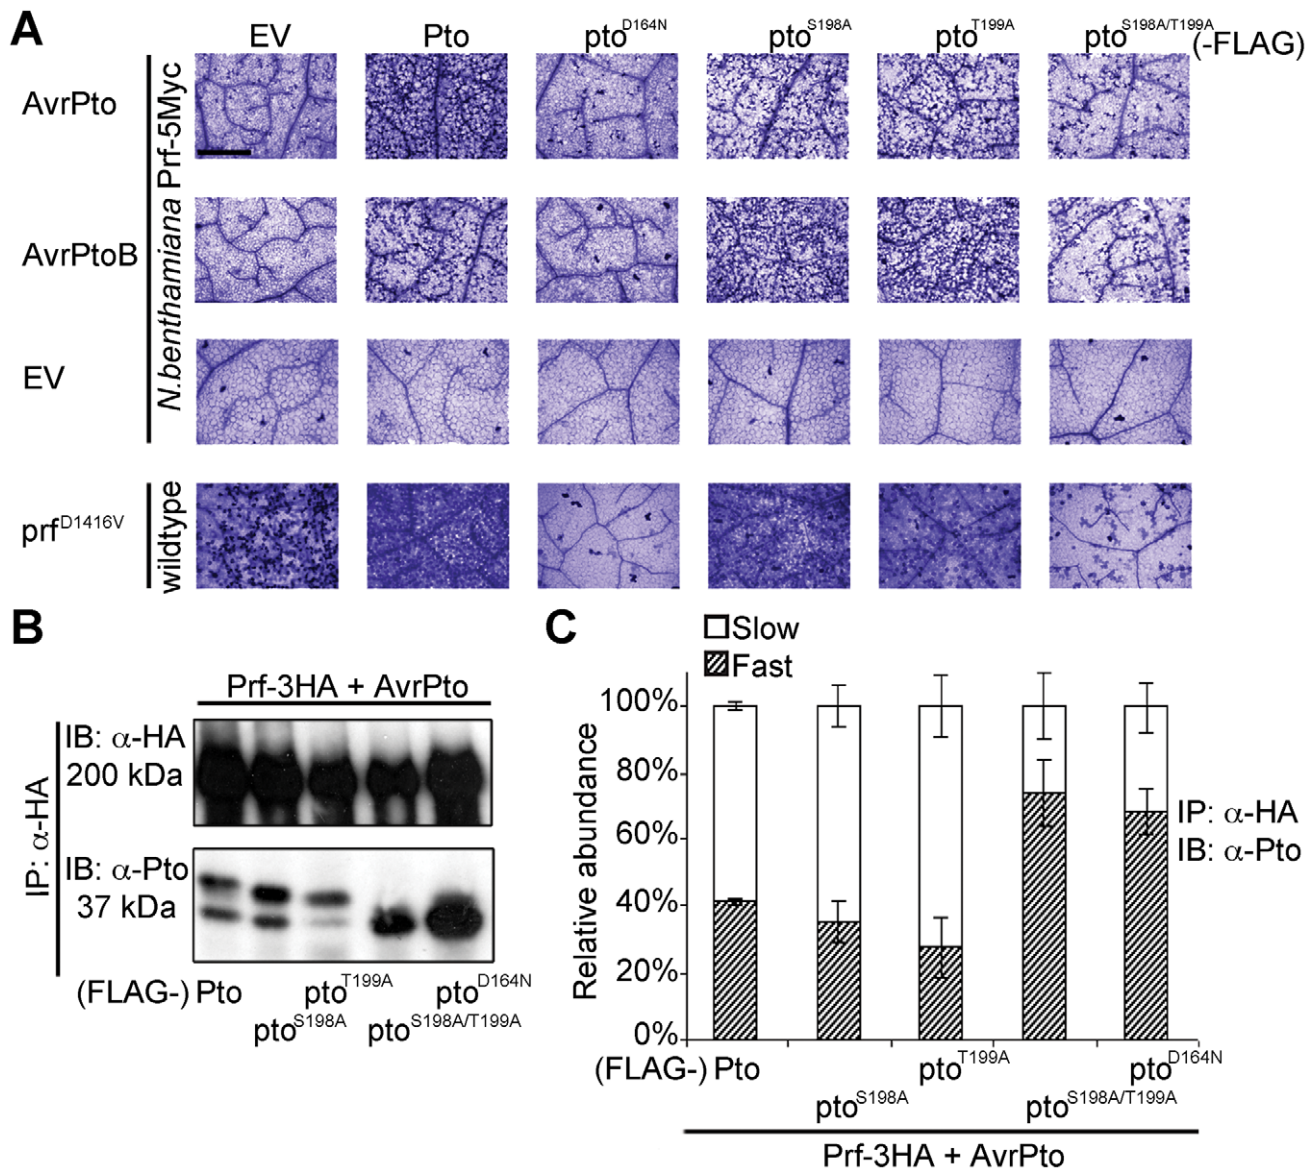 A
EV Pto pto^D164N pto^S198A pto^T199A pto^S198A/T199A (-FLAG)
AvrPto
AvrPtoB
EV
N.benthamiana Prf-5Myc
prf^D1416V
wildtype
B
Prf-3HA + AvrPto
IP: α-HA
IB: α-HA
200 kDa
IB: α-Pto
37 kDa
(FLAG-) Pto pto^T199A pto^D164N
pto^S198A pto^S198A/T199A
C
Slow
Fast
Relative abundance
100%
80%
60%
40%
20%
0%
IP: α-HA
IB: α-Pto
(FLAG-) Pto pto^T199A pto^D164N
pto^S198A pto^S198A/T199A
Prf-3HA + AvrPto